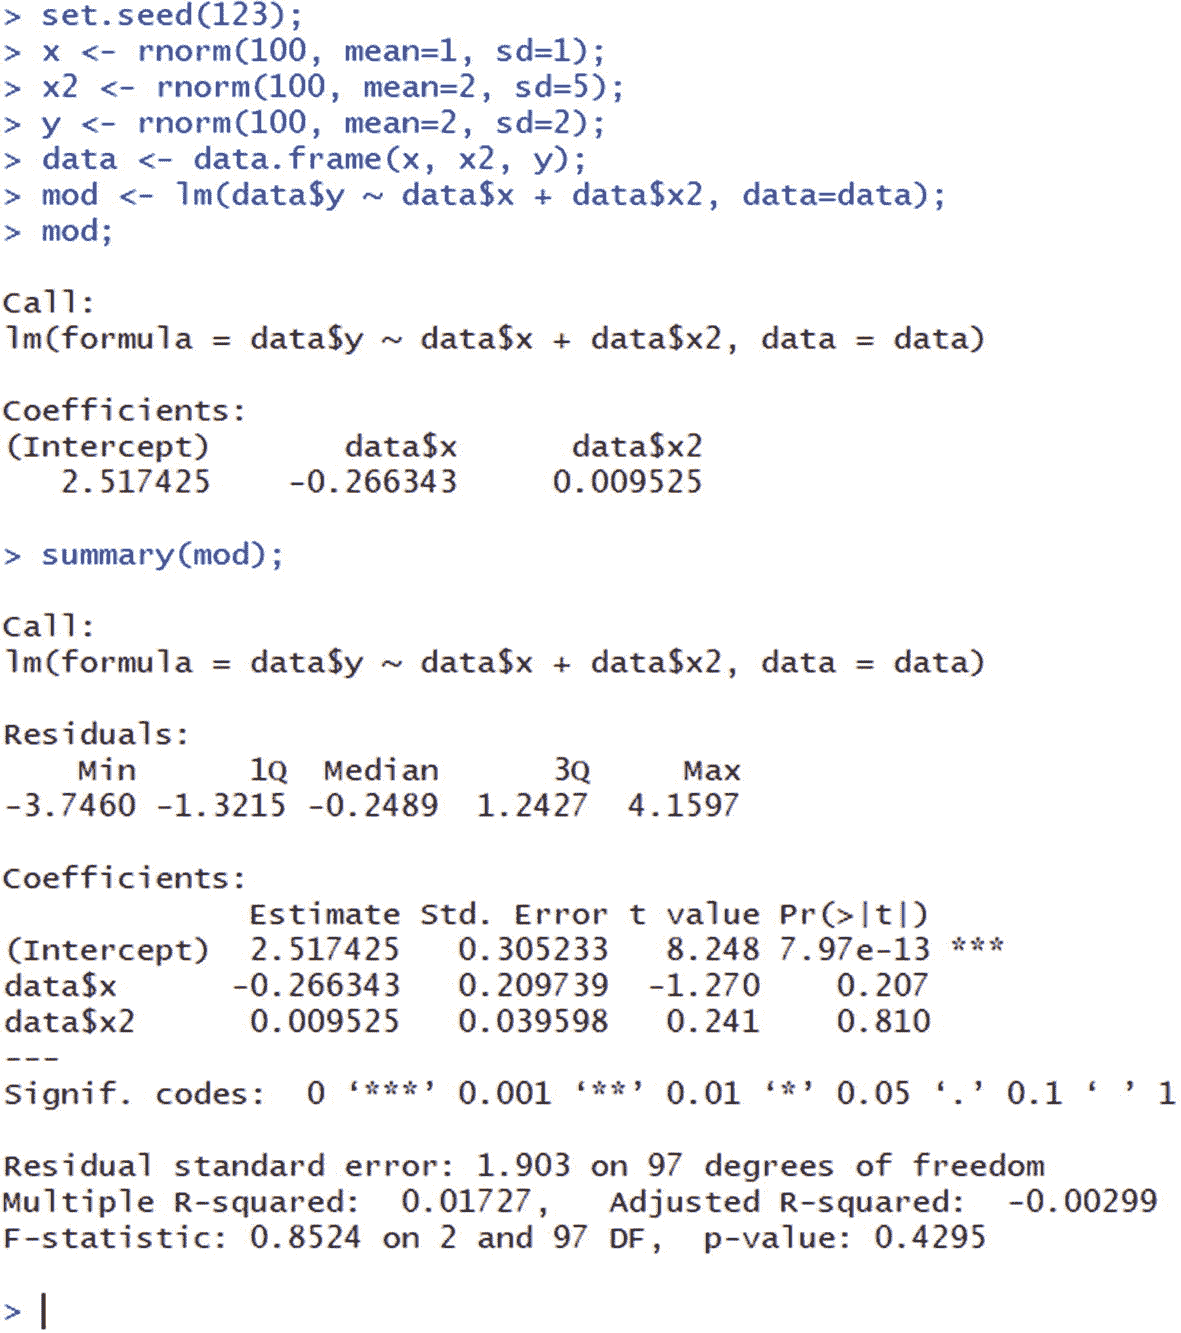 > set.seed(123);
> x <- rnorm(100, mean=1, sd=1);
> x2 <- rnorm(100, mean=2, sd=5);
> y <- rnorm(100, mean=2, sd=2);
> data <- data.frame(x, x2, y);
> mod <- lm(data$y ~ data$x + data$x2, data=data);
> mod;
Call:
lm(formula = data$y ~ data$x + data$x2, data = data)
Coefficients:
(Intercept)       data$x      data$x2
   2.517425    -0.266343     0.009525
> summary(mod);
Call:
lm(formula = data$y ~ data$x + data$x2, data = data)
Residuals:
    Min      1Q  Median      3Q     Max
-3.7460 -1.3215 -0.2489  1.2427  4.1597
Coefficients:
             Estimate Std. Error t value Pr(>|t|)
(Intercept)  2.517425   0.305233   8.248 7.97e-13 ***
data$x      -0.266343   0.209739  -1.270    0.207
data$x2      0.009525   0.039598   0.241    0.810
---
Signif. codes:  0 ‘***’ 0.001 ‘**’ 0.01 ‘*’ 0.05 ‘.’ 0.1 ‘ ’ 1
Residual standard error: 1.903 on 97 degrees of freedom
Multiple R-squared:  0.01727,   Adjusted R-squared:  -0.00299
F-statistic: 0.8524 on 2 and 97 DF,  p-value: 0.4295
>